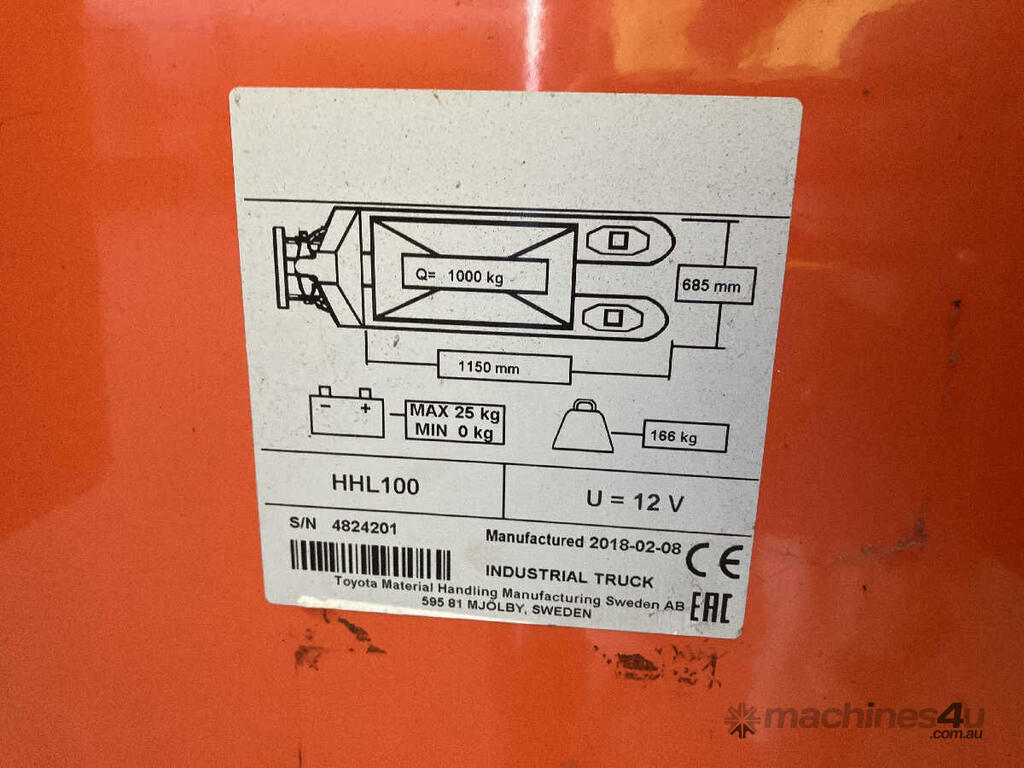 Q= 1000 kg
685 mm
1150 mm
- +
MAX 25 kg
MIN 0 kg
166 kg
HHL100
U = 12 V
S/N 4824201
Manufactured 2018-02-08
CE
INDUSTRIAL TRUCK
Toyota Material Handling Manufacturing Sweden AB
595 81 MJÖLBY, SWEDEN
EAC
machines4u
.com.au